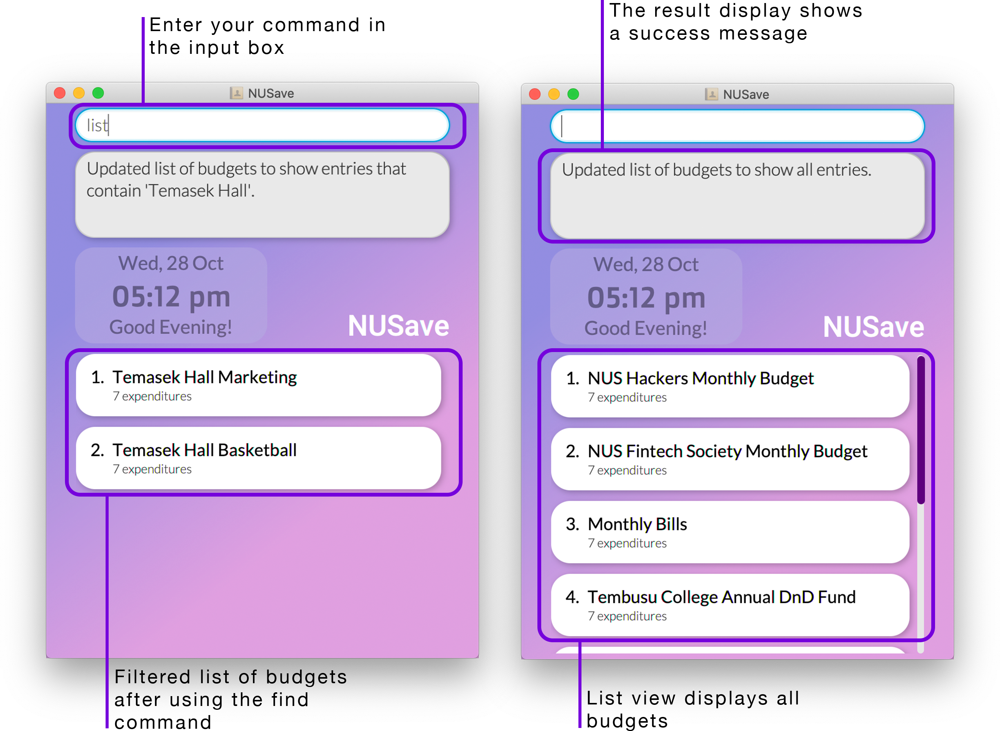 Enter your command in
the input box
NUSave
list
Updated list of budgets to show entries that
contain 'Temasek Hall'.
Wed, 28 Oct
05:12 pm
Good Evening!
NUSave
1. Temasek Hall Marketing
7 expenditures
2. Temasek Hall Basketball
7 expenditures
Filtered list of budgets
after using the find
command
The result display shows
a success message
NUSave
Updated list of budgets to show all entries.
Wed, 28 Oct
05:12 pm
Good Evening!
NUSave
1. NUS Hackers Monthly Budget
7 expenditures
2. NUS Fintech Society Monthly Budget
7 expenditures
3. Monthly Bills
7 expenditures
4. Tembusu College Annual DnD Fund
7 expenditures
List view displays all
budgets